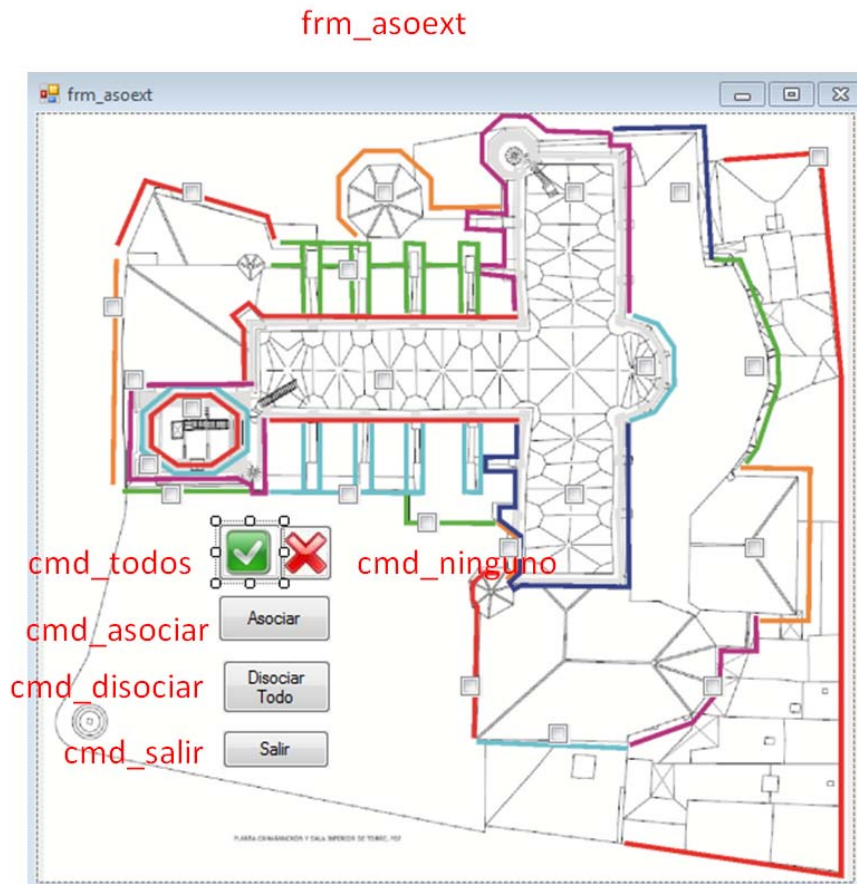 frm_asoext
frm_asoext
cmd_todos
cmd_ninguno
cmd_asociar
Asociar
cmd_disociar
Disociar
Todo
cmd_salir
Salir